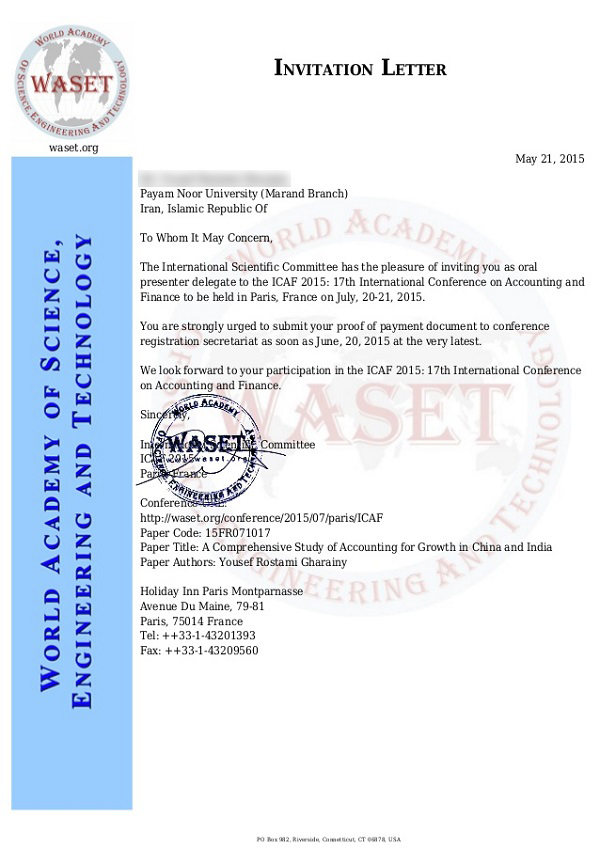 WORLD ACADEMY
OF SCIENCE, ENGINEERING AND TECHNOLOGY
WASET
waset.org
INVITATION LETTER
May 21, 2015
Payam Noor University (Marand Branch)
Iran, Islamic Republic Of
To Whom It May Concern,
The International Scientific Committee has the pleasure of inviting you as oral
presenter delegate to the ICAF 2015: 17th International Conference on Accounting and
Finance to be held in Paris, France on July, 20-21, 2015.
You are strongly urged to submit your proof of payment document to conference
registration secretariat as soon as June, 20, 2015 at the very latest.
We look forward to your participation in the ICAF 2015: 17th International Conference
on Accounting and Finance.
Sincerely,
International Scientific Committee
ICAF 2015
Paris, France
WORLD ACADEMY
OF SCIENCE, ENGINEERING AND TECHNOLOGY
WASET
www.waset.org
Conference
http://waset.org/conference/2015/07/paris/ICAF
Paper Code: 15FR071017
Paper Title: A Comprehensive Study of Accounting for Growth in China and India
Paper Authors: Yousef Rostami Gharainy
Holiday Inn Paris Montparnasse
Avenue Du Maine, 79-81
Paris, 75014 France
Tel: ++33-1-43201393
Fax: ++33-1-43209560
WORLD ACADEMY OF SCIENCE,
ENGINEERING AND TECHNOLOGY
WORLD ACADEMY
OF SCIENCE, ENGINEERING AND TECHNOLOGY
WASET
PO Box 982, Riverside, Connecticut, CT 06878, USA